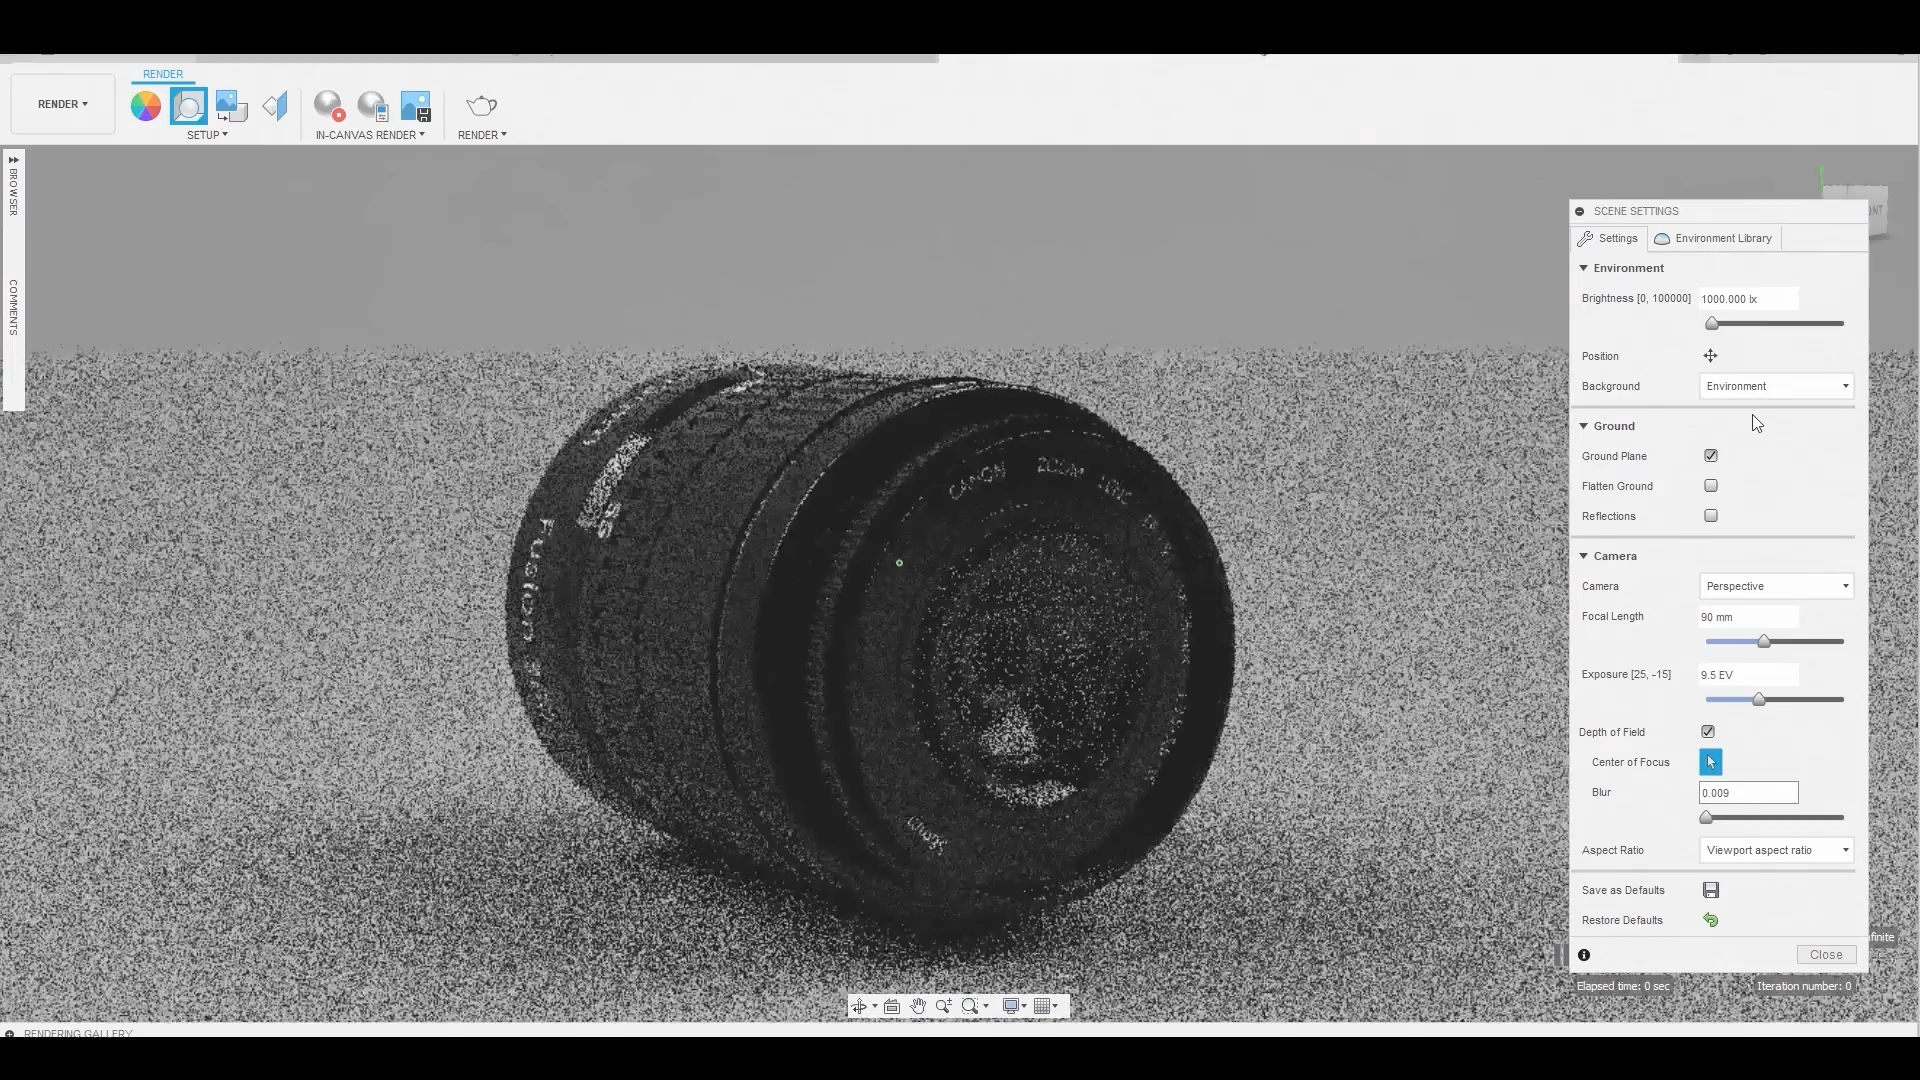 RENDER
RENDER
SETUP
IN-CANVAS RENDER
RENDER
BROWSER
COMMENTS
SCENE SETTINGS
Settings
Environment Library
Environment
Brightness [0, 100000]
1000.000 lx
Position
Background
Environment
Ground
Ground Plane
Flatten Ground
Reflections
Camera
Camera
Perspective
Focal Length
90 mm
Exposure [25, -15]
9.5 EV
Depth of Field
Center of Focus
Blur
0.009
Aspect Ratio
Viewport aspect ratio
Save as Defaults
Restore Defaults
Close
Elapsed time: 0 sec
Iteration number: 0
CANON ZOOM
RENDERING GALLERY